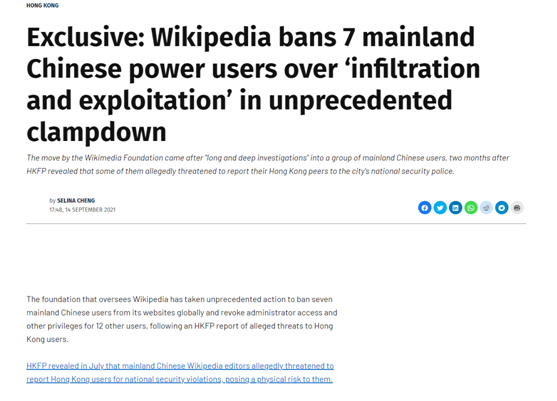 HONG KONG
Exclusive: Wikipedia bans 7 mainland
Chinese power users over ‘infiltration
and exploitation’ in unprecedented
clampdown
The move by the Wikimedia Foundation came after "long and deep investigations" into a group of mainland Chinese users, two months after
HKFP revealed that some of them allegedly threatened to report their Hong Kong peers to the city's national security police.
by SELINA CHENG
17:48, 14 SEPTEMBER 2021
The foundation that oversees Wikipedia has taken unprecedented action to ban seven
mainland Chinese users from its websites globally and revoke administrator access and
other privileges for 12 other users, following an HKFP report of alleged threats to Hong
Kong users.
HKFP revealed in July that mainland Chinese Wikipedia editors allegedly threatened to
report Hong Kong users for national security violations, posing a physical risk to them.